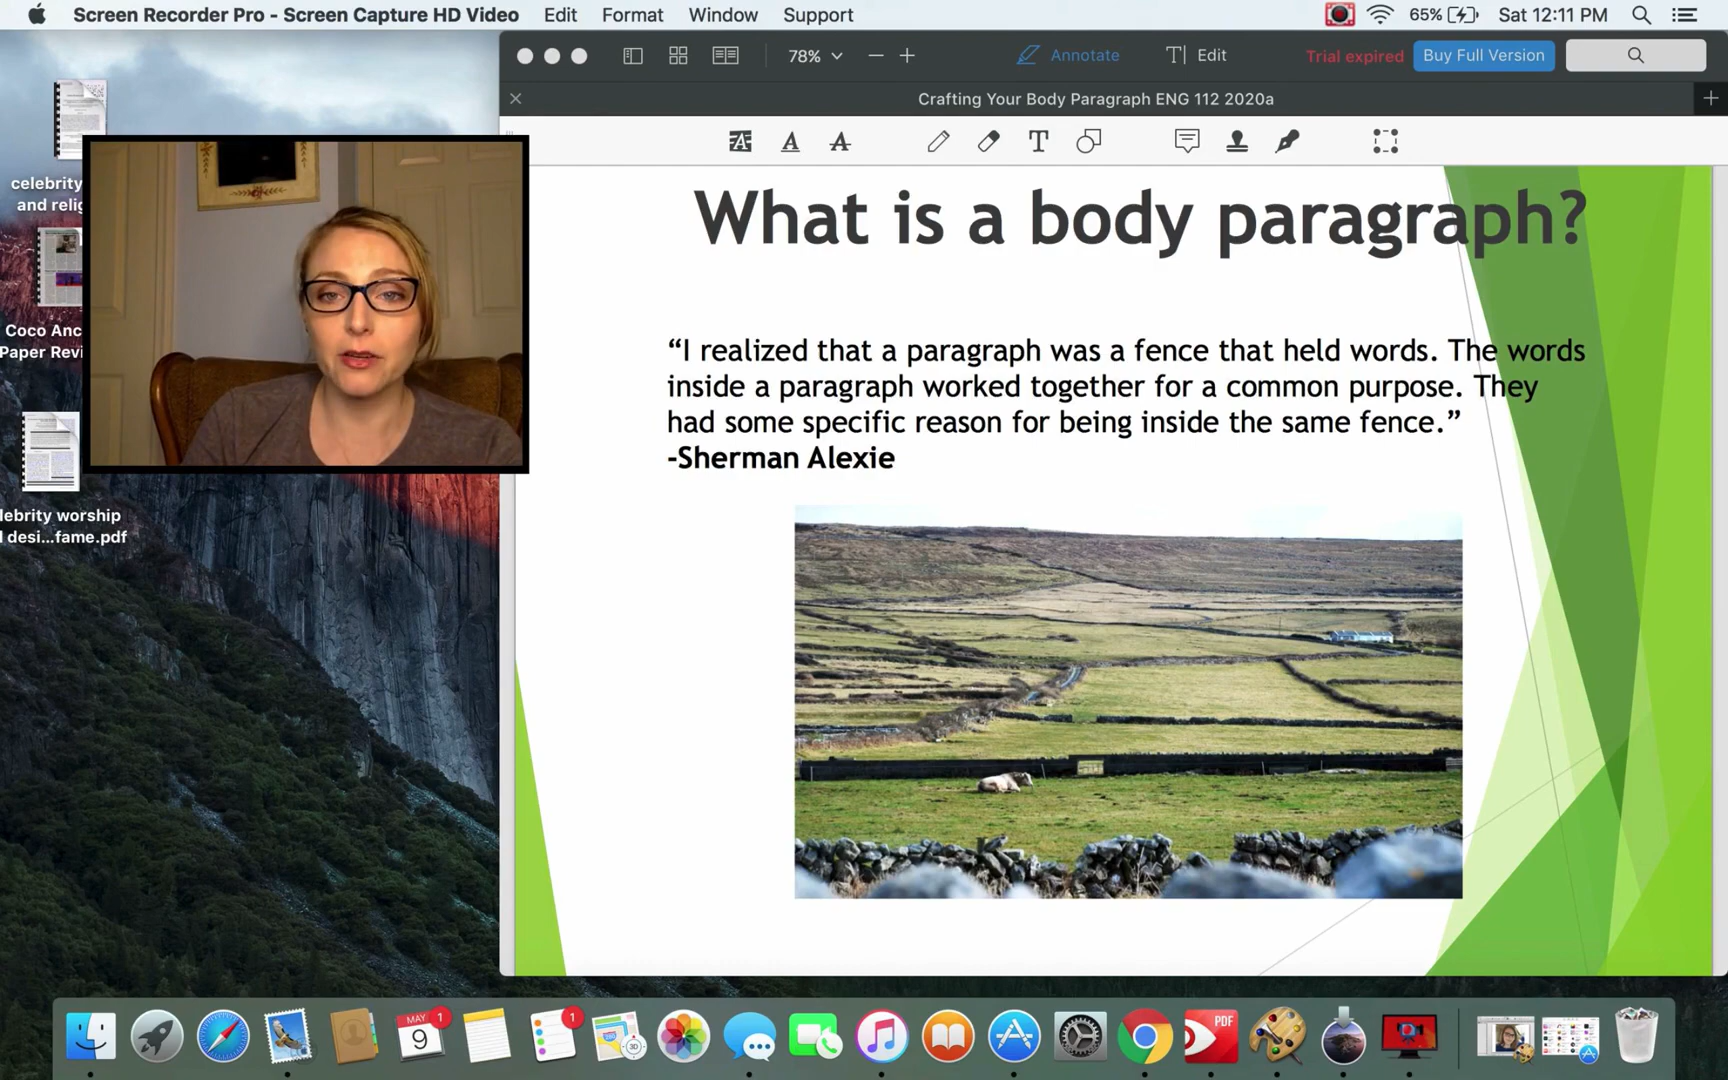 Screen Recorder Pro - Screen Capture HD Video Edit Format Window Support 65% Sat 12:11 PM
78% Annotate T| Edit Trial expired Buy Full Version
Crafting Your Body Paragraph ENG 112 2020a
What is a body paragraph?
“I realized that a paragraph was a fence that held words. The words
inside a paragraph worked together for a common purpose. They
had some specific reason for being inside the same fence.”
-Sherman Alexie
celebrity
and relig
Coco Anc
Paper Revi
lebrity worship
desi...fame.pdf
MAY
9
1
1
3D
PDF